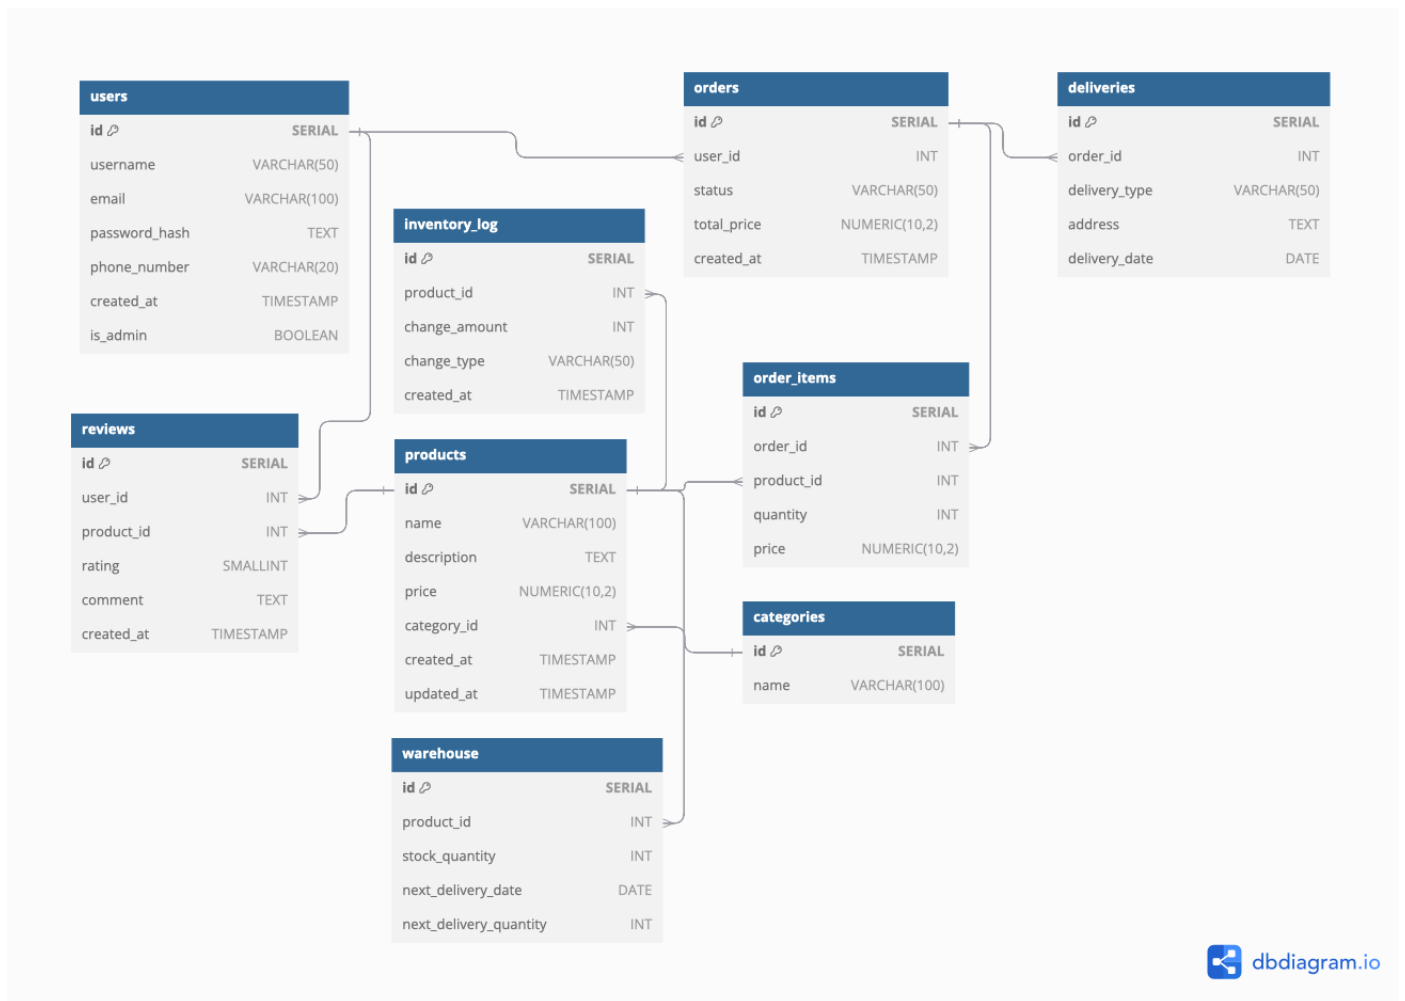 users
id SERIAL
username VARCHAR(50)
email VARCHAR(100)
password_hash TEXT
phone_number VARCHAR(20)
created_at TIMESTAMP
is_admin BOOLEAN
orders
id SERIAL
user_id INT
status VARCHAR(50)
total_price NUMERIC(10,2)
created_at TIMESTAMP
deliveries
id SERIAL
order_id INT
delivery_type VARCHAR(50)
address TEXT
delivery_date DATE
inventory_log
id SERIAL
product_id INT
change_amount INT
change_type VARCHAR(50)
created_at TIMESTAMP
order_items
id SERIAL
order_id INT
product_id INT
quantity INT
price NUMERIC(10,2)
reviews
id SERIAL
user_id INT
product_id INT
rating SMALLINT
comment TEXT
created_at TIMESTAMP
products
id SERIAL
name VARCHAR(100)
description TEXT
price NUMERIC(10,2)
category_id INT
created_at TIMESTAMP
updated_at TIMESTAMP
categories
id SERIAL
name VARCHAR(100)
warehouse
id SERIAL
product_id INT
stock_quantity INT
next_delivery_date DATE
next_delivery_quantity INT
dbdiagram.io